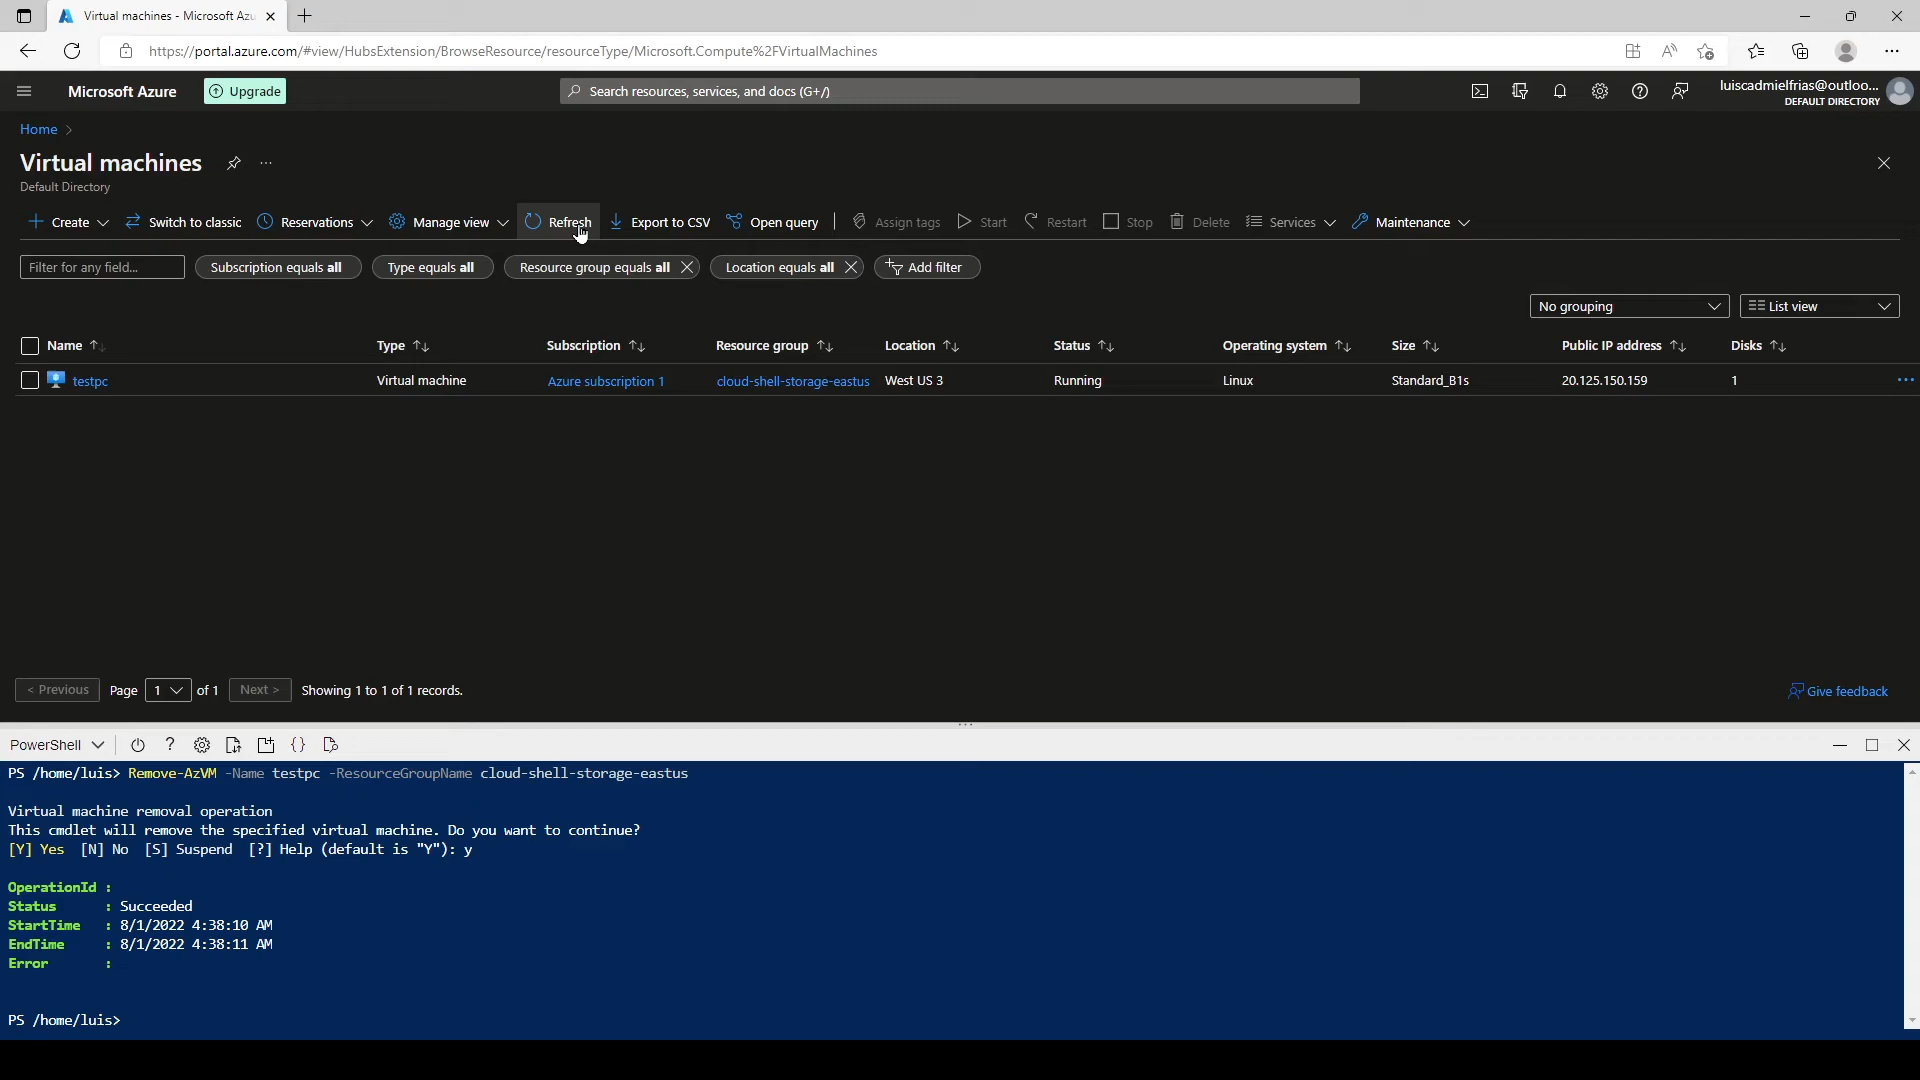 Virtual machines - Microsoft Azu
https://portal.azure.com/#view/HubsExtension/BrowseResource/resourceType/Microsoft.Compute%2FVirtualMachines
Microsoft Azure
Upgrade
Search resources, services, and docs (G+/)
luiscadmielfrias@outloo...
DEFAULT DIRECTORY
Home
Virtual machines
Default Directory
Create Switch to classic Reservations Manage view Refresh Export to CSV Open query Assign tags Start Restart Stop Delete Services Maintenance
Filter for any field... Subscription equals all Type equals all Resource group equals all Location equals all Add filter
No grouping List view
Name Type Subscription Resource group Location Status Operating system Size Public IP address Disks
testpc Virtual machine Azure subscription 1 cloud-shell-storage-eastus West US 3 Running Linux Standard_B1s 20.125.150.159 1
< Previous Page 1 of 1 Next > Showing 1 to 1 of 1 records.
Give feedback
PowerShell
PS /home/luis> Remove-AzVM -Name testpc -ResourceGroupName cloud-shell-storage-eastus
Virtual machine removal operation
This cmdlet will remove the specified virtual machine. Do you want to continue?
[Y] Yes [N] No [S] Suspend [?] Help (default is "Y"): y
OperationId :
Status : Succeeded
StartTime : 8/1/2022 4:38:10 AM
EndTime : 8/1/2022 4:38:11 AM
Error :
PS /home/luis>